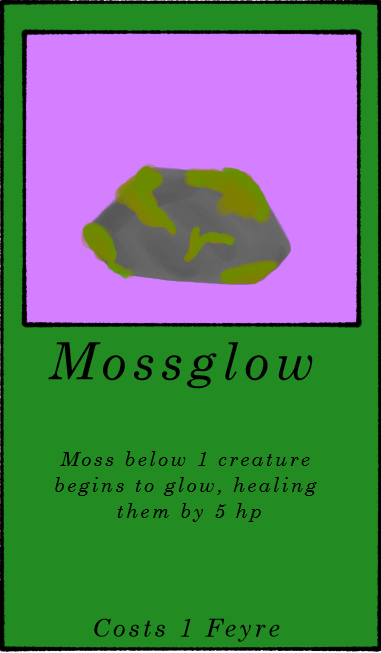 Mossglow
Moss below 1 creature
begins to glow, healing
them by 5 hp
Costs 1 Feyre